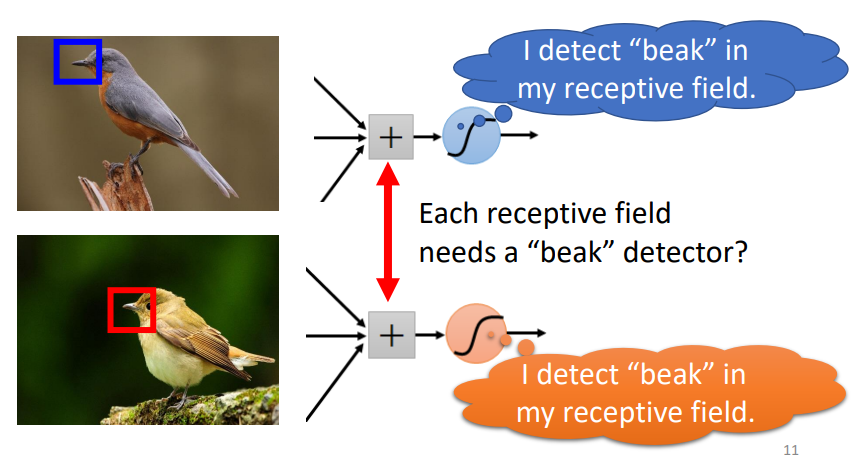 I detect “beak” in
my receptive field.
+
Each receptive field
needs a “beak” detector?
+
I detect “beak” in
my receptive field.
11